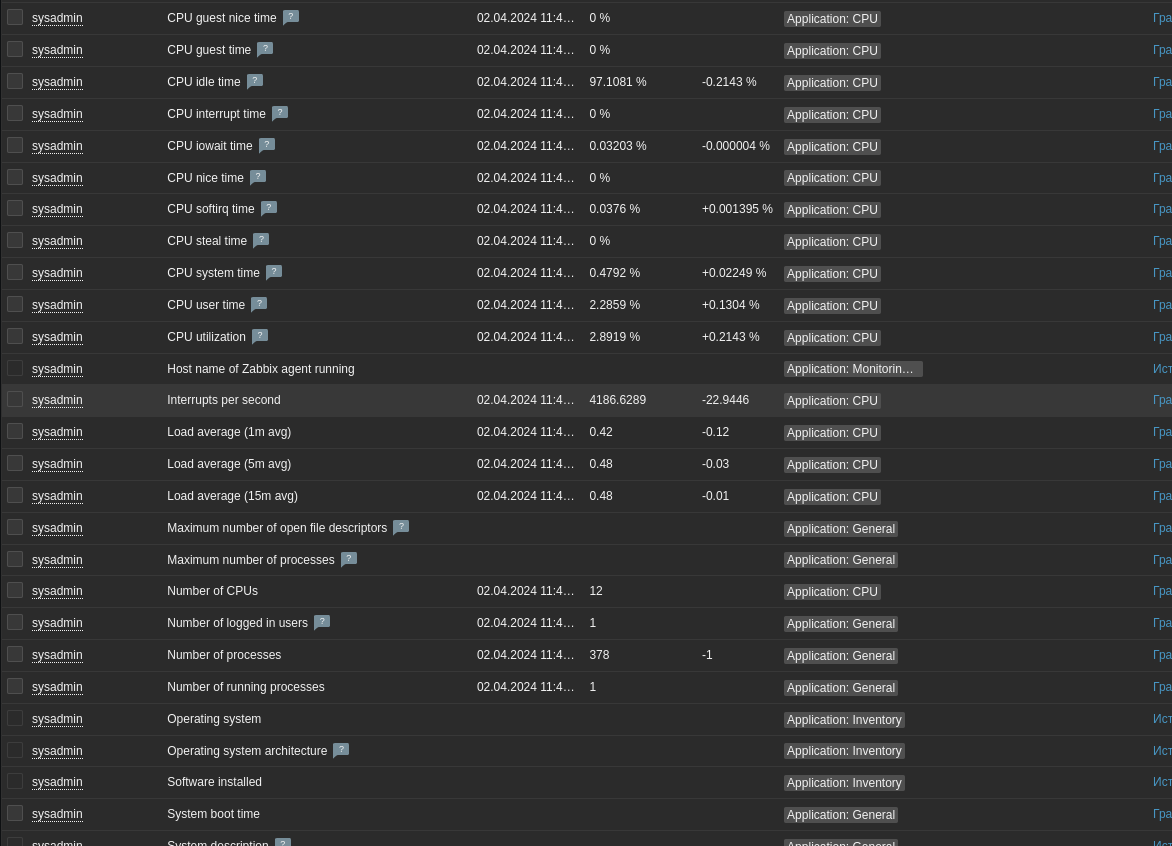 sysadmin CPU guest nice time ? 02.04.2024 11:4… 0 % Application: CPU Гра
sysadmin CPU guest time ? 02.04.2024 11:4… 0 % Application: CPU Гра
sysadmin CPU idle time ? 02.04.2024 11:4… 97.1081 % -0.2143 % Application: CPU Гра
sysadmin CPU interrupt time ? 02.04.2024 11:4… 0 % Application: CPU Гра
sysadmin CPU iowait time ? 02.04.2024 11:4… 0.03203 % -0.000004 % Application: CPU Гра
sysadmin CPU nice time ? 02.04.2024 11:4… 0 % Application: CPU Гра
sysadmin CPU softirq time ? 02.04.2024 11:4… 0.0376 % +0.001395 % Application: CPU Гра
sysadmin CPU steal time ? 02.04.2024 11:4… 0 % Application: CPU Гра
sysadmin CPU system time ? 02.04.2024 11:4… 0.4792 % +0.02249 % Application: CPU Гра
sysadmin CPU user time ? 02.04.2024 11:4… 2.2859 % +0.1304 % Application: CPU Гра
sysadmin CPU utilization ? 02.04.2024 11:4… 2.8919 % +0.2143 % Application: CPU Гра
sysadmin Host name of Zabbix agent running Application: Monitorin… Ист
sysadmin Interrupts per second 02.04.2024 11:4… 4186.6289 -22.9446 Application: CPU Гра
sysadmin Load average (1m avg) 02.04.2024 11:4… 0.42 -0.12 Application: CPU Гра
sysadmin Load average (5m avg) 02.04.2024 11:4… 0.48 -0.03 Application: CPU Гра
sysadmin Load average (15m avg) 02.04.2024 11:4… 0.48 -0.01 Application: CPU Гра
sysadmin Maximum number of open file descriptors ? Application: General Гра
sysadmin Maximum number of processes ? Application: General Гра
sysadmin Number of CPUs 02.04.2024 11:4… 12 Application: CPU Гра
sysadmin Number of logged in users ? 02.04.2024 11:4… 1 Application: General Гра
sysadmin Number of processes 02.04.2024 11:4… 378 -1 Application: General Гра
sysadmin Number of running processes 02.04.2024 11:4… 1 Application: General Гра
sysadmin Operating system Application: Inventory Ист
sysadmin Operating system architecture ? Application: Inventory Ист
sysadmin Software installed Application: Inventory Ист
sysadmin System boot time Application: General Гра
sysadmin System description ? Application: General Ист